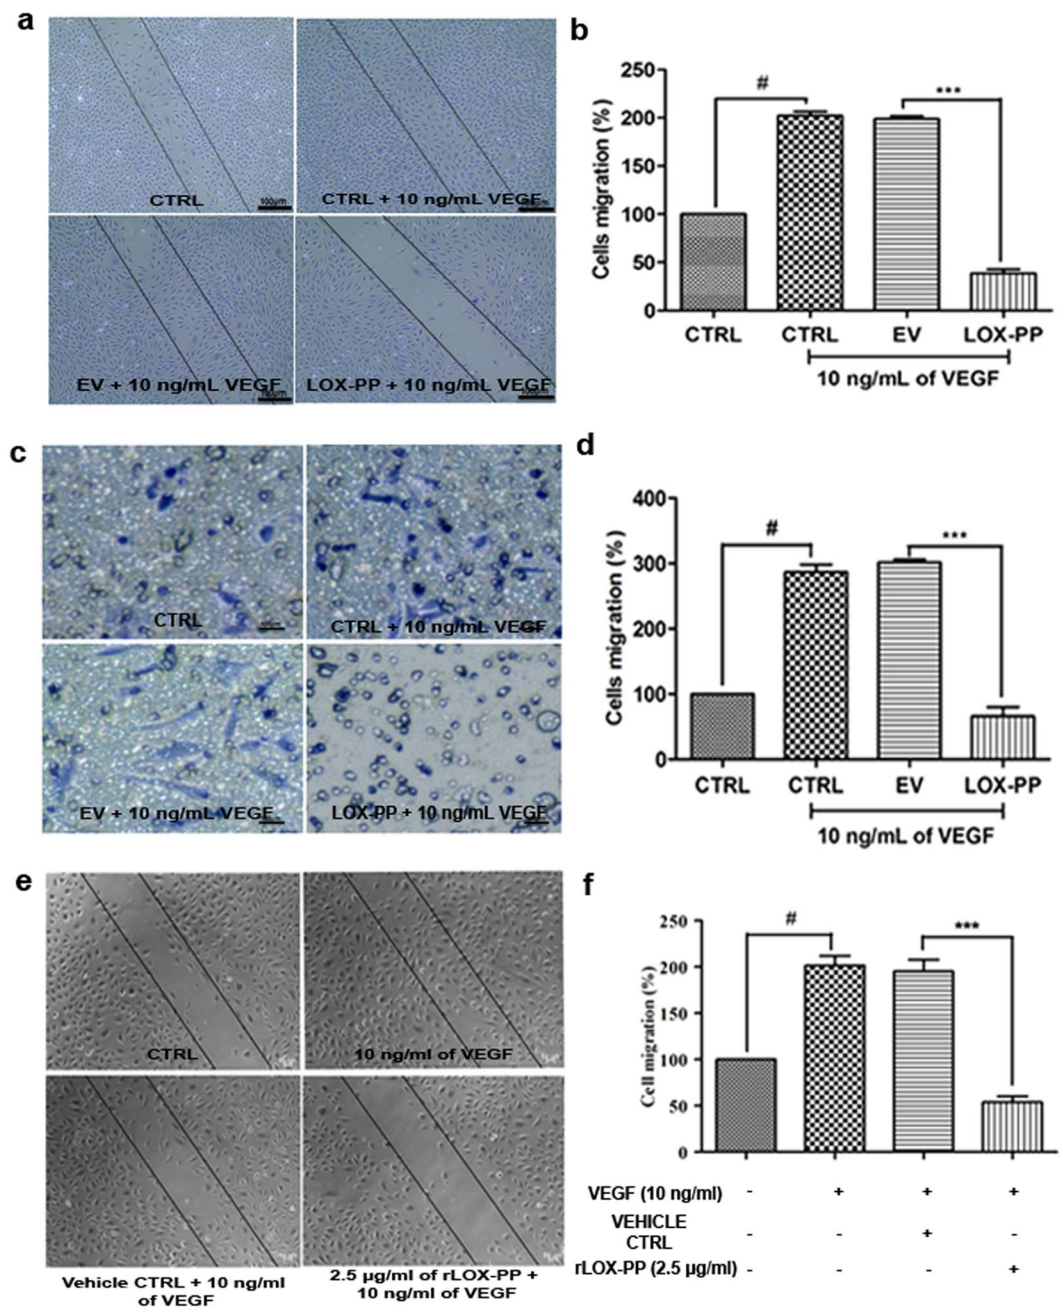 a
CTRL
100µm
CTRL + 10 ng/mL VEGF
EV + 10 ng/mL VEGF
LOX-PP + 10 ng/mL VEGF
b
Cells migration (%)
250
200
150
100
50
0
#
***
CTRL CTRL EV LOX-PP
10 ng/mL of VEGF
c
CTRL
CTRL + 10 ng/mL VEGF
EV + 10 ng/mL VEGF
LOX-PP + 10 ng/mL VEGF
d
Cells migration (%)
400
300
200
100
0
#
***
CTRL CTRL EV LOX-PP
10 ng/mL of VEGF
e
CTRL
10 ng/ml of VEGF
Vehicle CTRL + 10 ng/ml
of VEGF
2.5 µg/ml of rLOX-PP +
10 ng/ml of VEGF
f
Cell migration (%)
250
200
150
100
50
0
#
***
VEGF (10 ng/ml) - + + +
VEHICLE
CTRL - - + -
rLOX-PP (2.5 µg/ml) - - - +